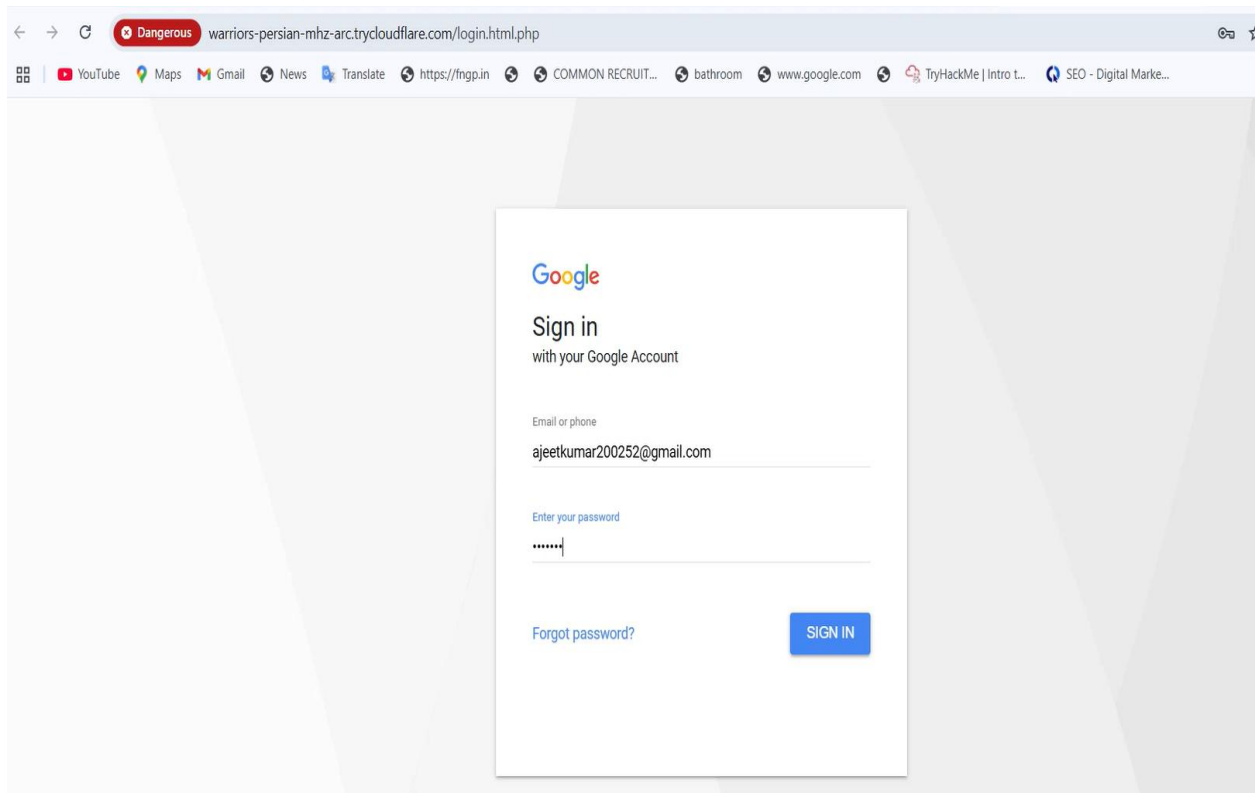 Dangerous warriors-persian-mhz-arc.trycloudflare.com/login.html.php
YouTube Maps Gmail News Translate https://fngp.in COMMON RECRUIT... bathroom www.google.com TryHackMe | Intro t... SEO - Digital Marke...
Google
Sign in
with your Google Account
Email or phone
ajeetkumar200252@gmail.com
Enter your password
•••••••
Forgot password?
SIGN IN